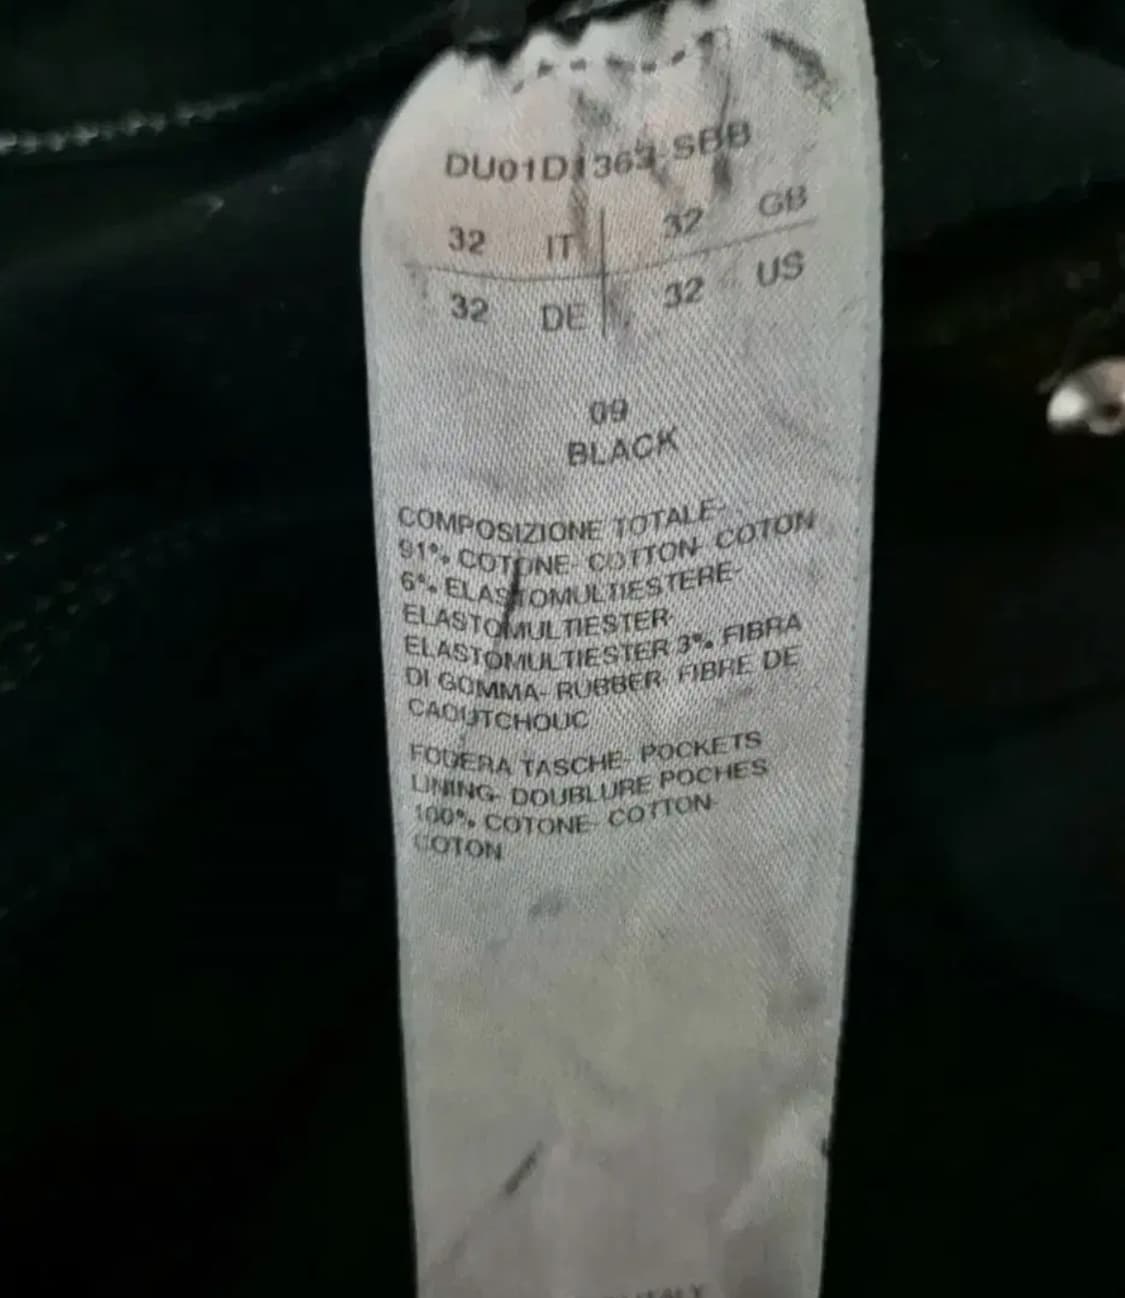 DU01D1363-SBB
32 IT 32 GB
32 DE 32 US
09
BLACK
COMPOSIZIONE TOTALE-
91% COTONE- COTTON- COTON
6% ELASTOMULTIESTERE-
ELASTOMULTIESTER-
ELASTOMULTIESTER 3% FIBRA
DI GOMMA- RUBBER- FIBRE DE
CAOUTCHOUC
FODERA TASCHE- POCKETS
LINING- DOUBLURE POCHES
100% COTONE- COTTON-
COTON